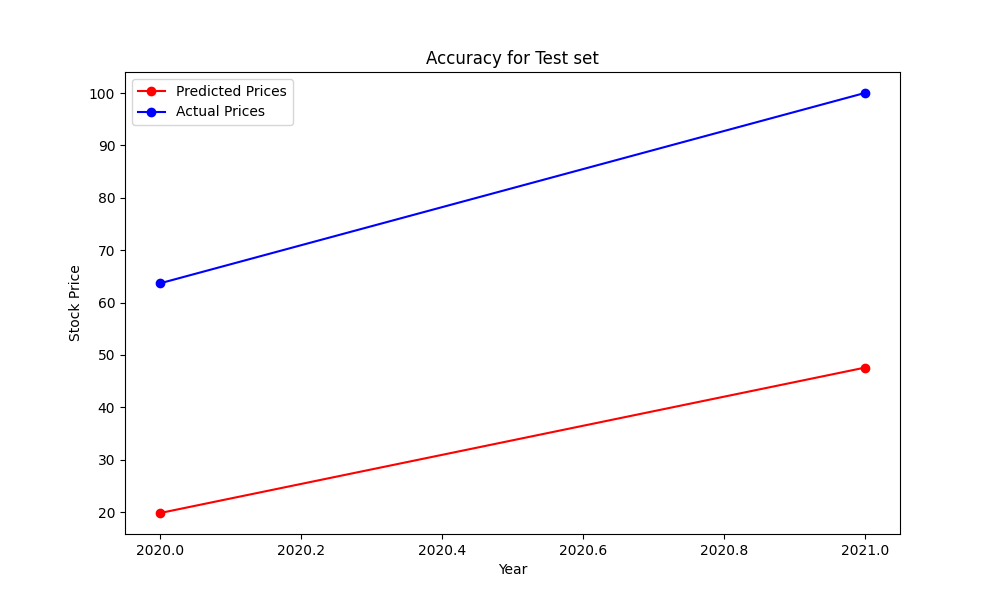 Accuracy for Test set
Predicted Prices
Actual Prices
100
90
80
70
60
50
40
30
20
Stock Price
2020.0 2020.2 2020.4 2020.6 2020.8 2021.0
Year